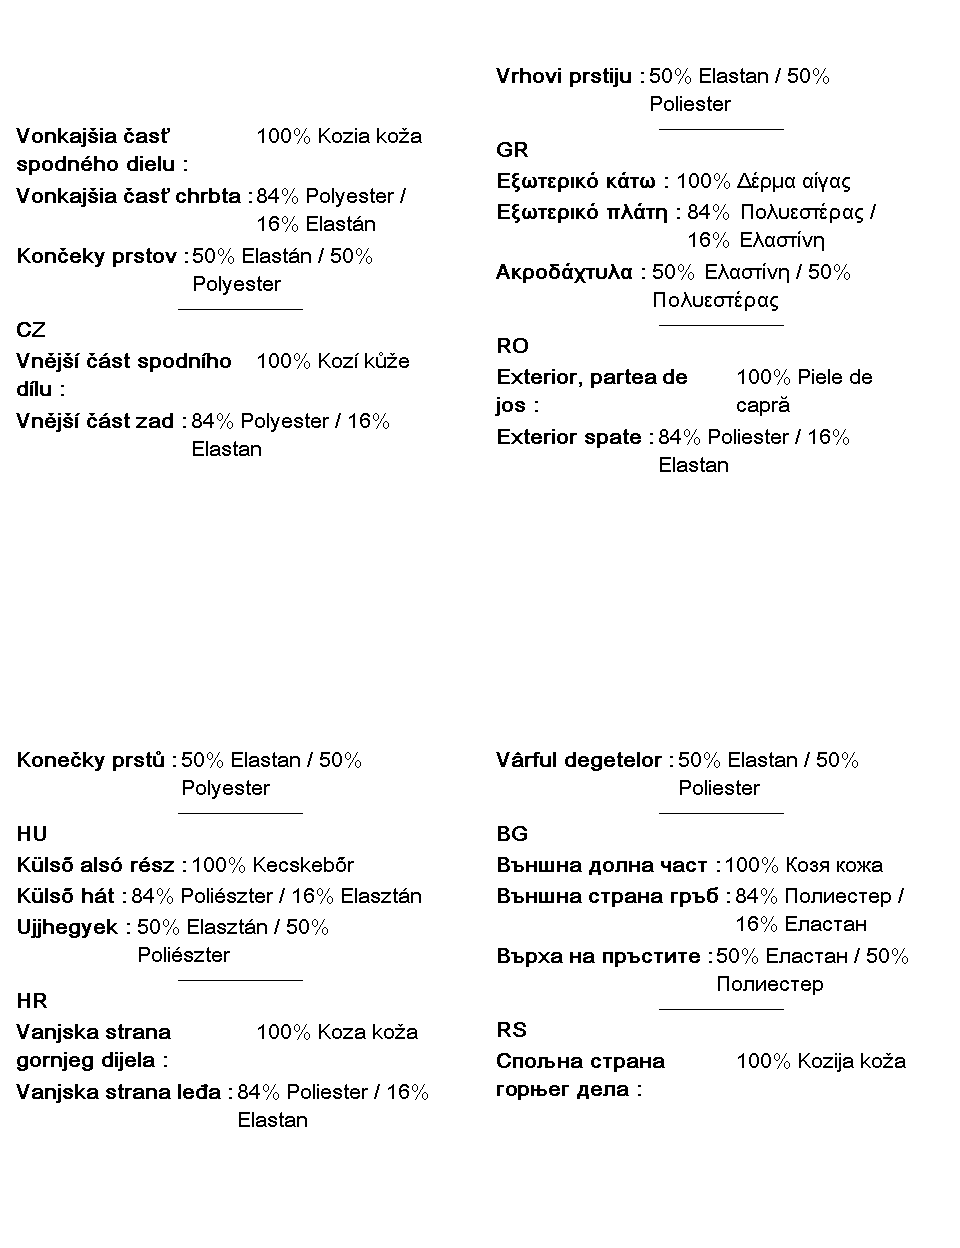 Vonkajšia časť 100% Kozia koža
spodného dielu :
Vonkajšia časť chrbta : 84% Polyester /
16% Elastán
Končeky prstov : 50% Elastán / 50%
Polyester
CZ
Vnější část spodního 100% Kozí kůže
dílu :
Vnější část zad : 84% Polyester / 16%
Elastan
Konečky prstů : 50% Elastan / 50%
Polyester
HU
Külső alsó rész : 100% Kecskebőr
Külső hát : 84% Poliészter / 16% Elasztán
Ujjhegyek : 50% Elasztán / 50%
Poliészter
HR
Vanjska strana 100% Koza koža
gornjeg dijela :
Vanjska strana leđa : 84% Poliester / 16%
Elastan
Vrhovi prstiju : 50% Elastan / 50%
Poliester
GR
Εξωτερικό κάτω : 100% Δέρμα αίγας
Εξωτερικό πλάτη : 84% Πολυεστέρας /
16% Ελαστίνη
Ακροδάχτυλα : 50% Ελαστίνη / 50%
Πολυεστέρας
RO
Exterior, partea de 100% Piele de
jos : capră
Exterior spate : 84% Poliester / 16%
Elastan
Vârful degetelor : 50% Elastan / 50%
Poliester
BG
Външна долна част : 100% Козя кожа
Външна страна гръб : 84% Полиестер /
16% Еластан
Върха на пръстите : 50% Еластан / 50%
Полиестер
RS
Спољна страна 100% Kozija koža
горњег дела :